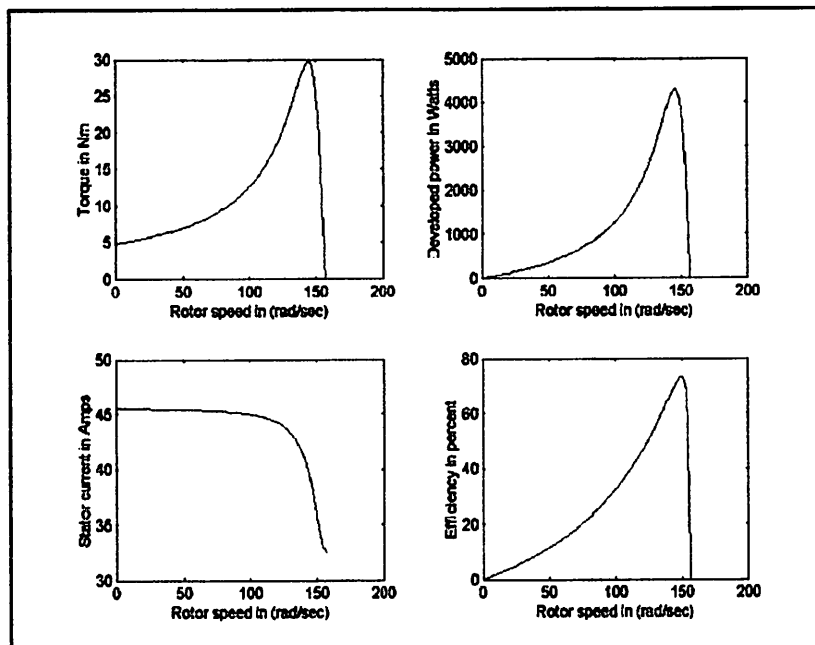 Torque in Nm
30
25
20
15
10
5
0
0 50 100 150 200
Rotor speed in (rad/sec)
Developed power in Watts
5000
4000
3000
2000
1000
0
0 50 100 150 200
Rotor speed in (rad/sec)
Stator current in Amps
50
45
40
35
30
0 50 100 150 200
Rotor speed in (rad/sec)
Efficiency in percent
80
60
40
20
0
0 50 100 150 200
Rotor speed in (rad/sec)